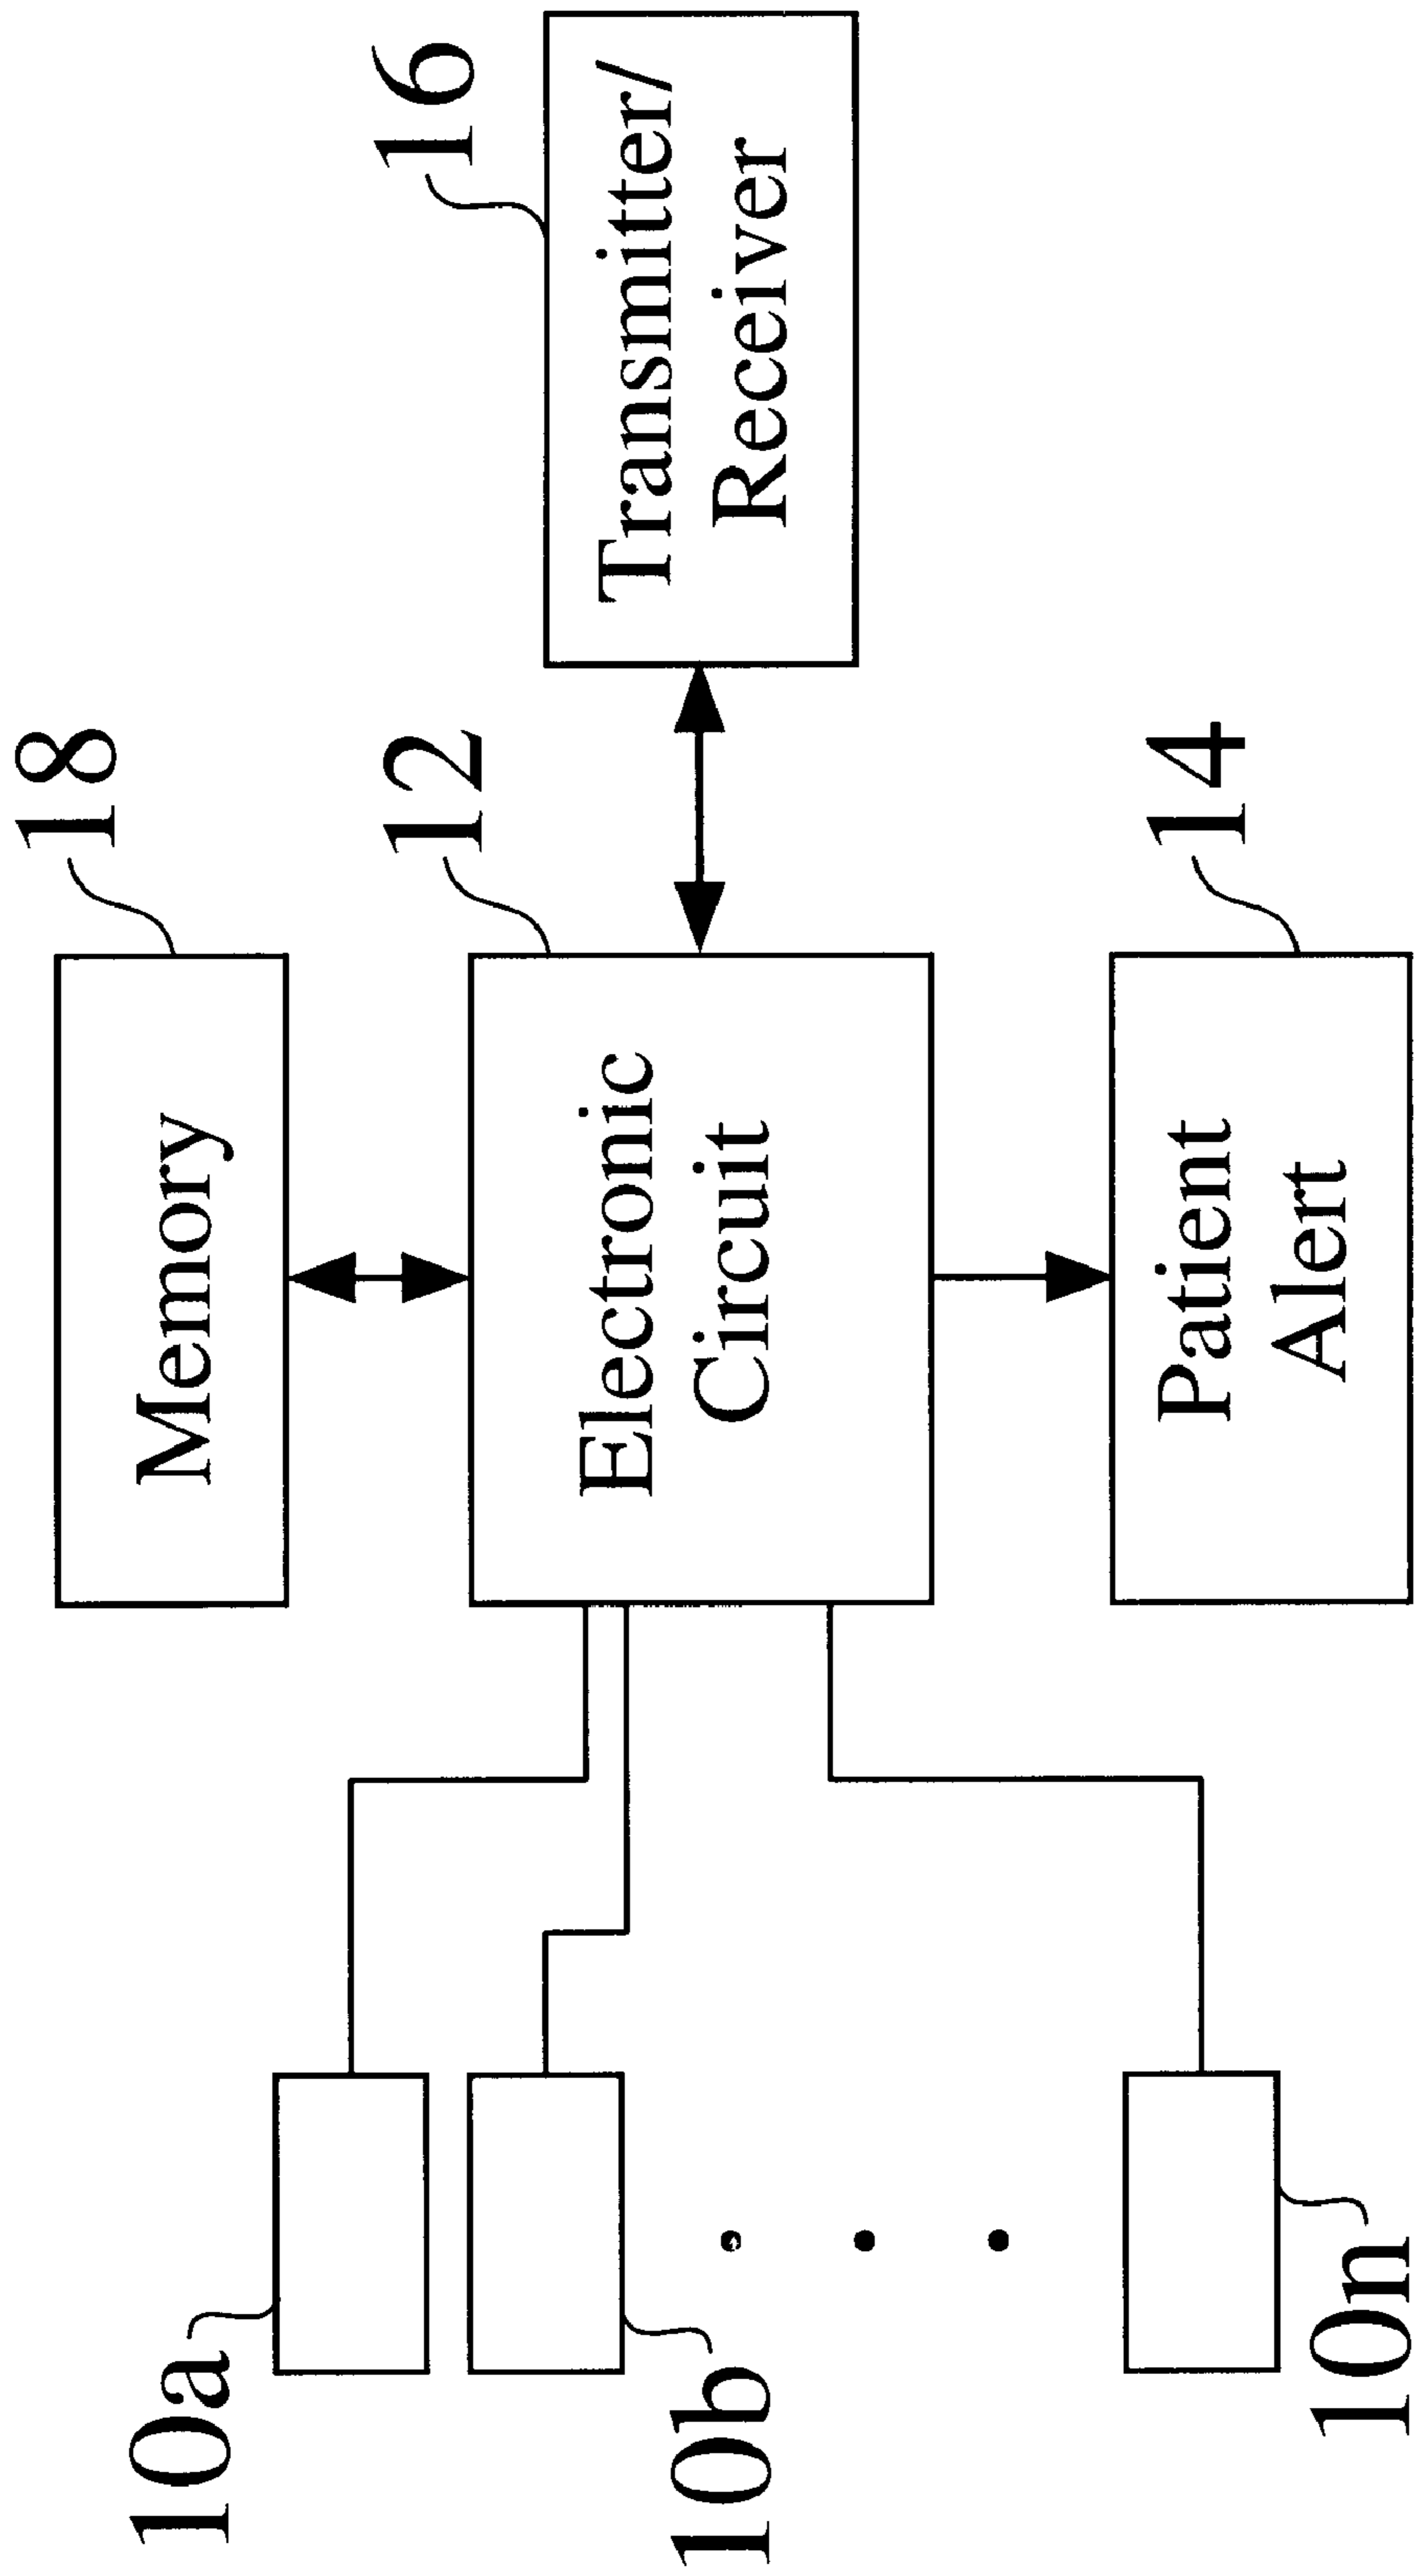 18
Memory
12
16
10a
Electronic
Circuit
Transmitter/
Receiver
10b
14
Patient
Alert
10n